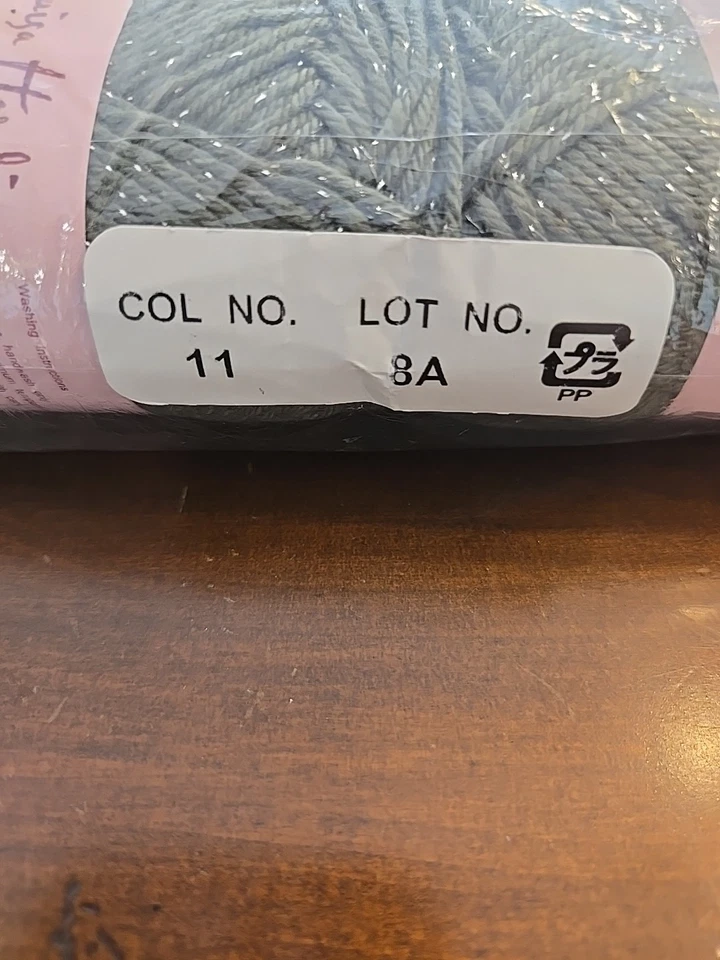 COL NO. LOT NO.
11 8A
プラ
PP
Washing Instructions